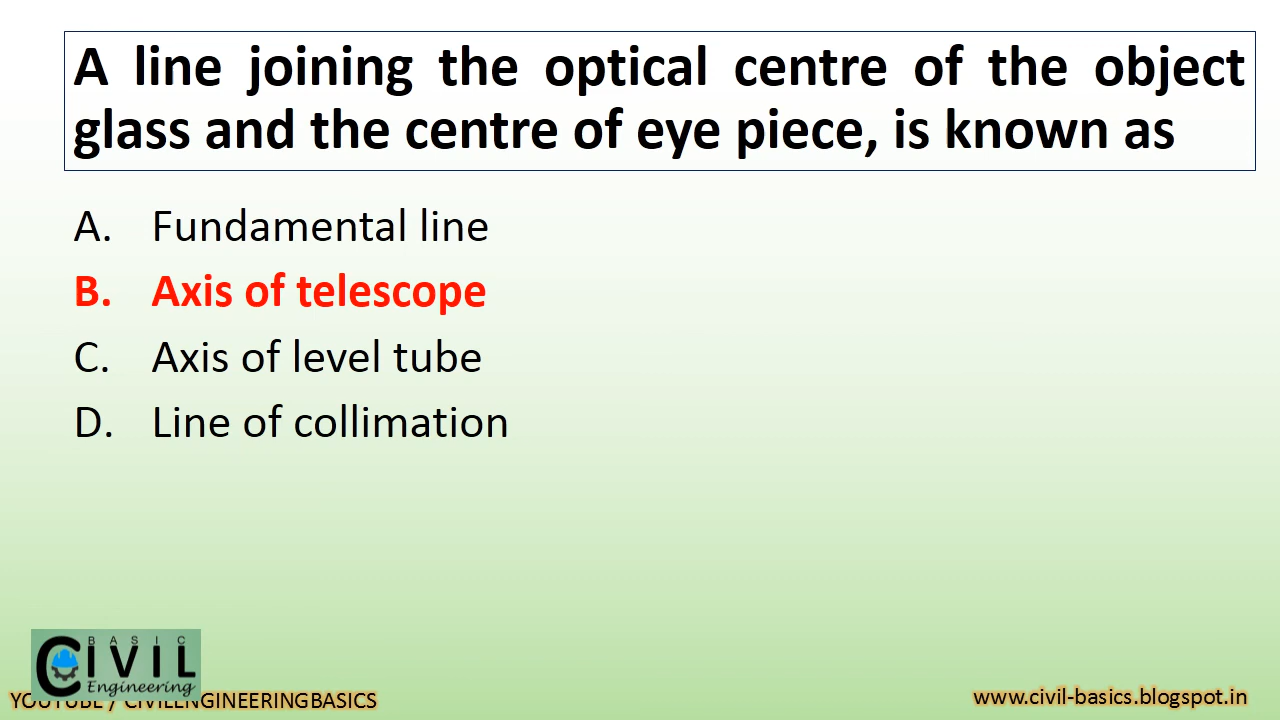 A line joining the optical centre of the object
glass and the centre of eye piece, is known as
A. Fundamental line
B. Axis of telescope
C. Axis of level tube
D. Line of collimation
BASIC
CIVIL
Engineering
YOUTUBE / CIVILENGINEERINGBASICS
www.civil-basics.blogspot.in